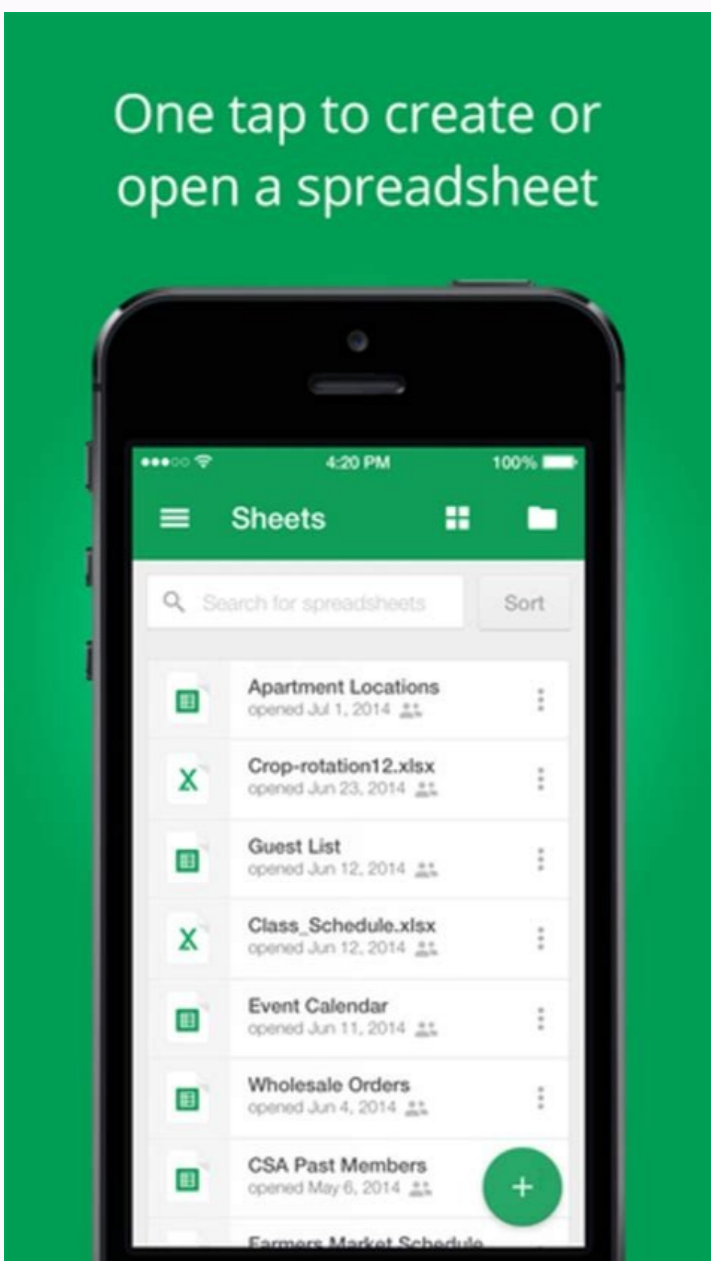 One tap to create or
open a spreadsheet
4:20 PM 100%
Sheets
Search for spreadsheets Sort
Apartment Locations
opened Jul 1, 2014
Crop-rotation12.xlsx
opened Jun 23, 2014
Guest List
opened Jun 12, 2014
Class_Schedule.xlsx
opened Jun 12, 2014
Event Calendar
opened Jun 11, 2014
Wholesale Orders
opened Jun 4, 2014
CSA Past Members
opened May 6, 2014
Farmers Market Schedule